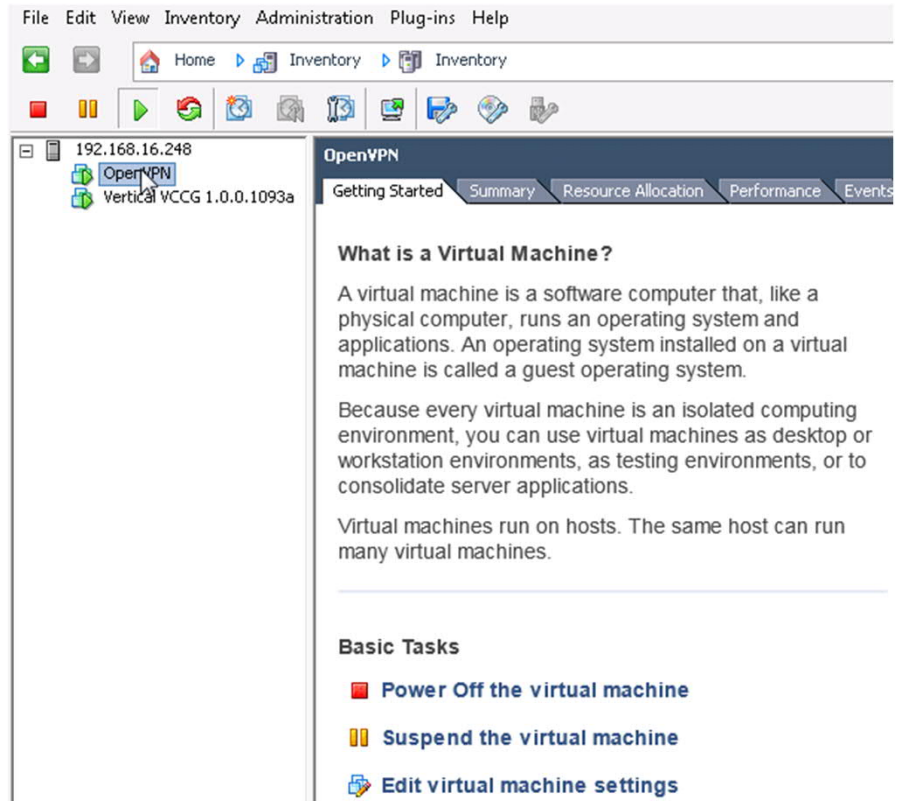 File Edit View Inventory Administration Plug-ins Help
Home Inventory Inventory
192.168.16.248
OpenVPN
Vertical VCCG 1.0.0.1093a
OpenVPN
Getting Started Summary Resource Allocation Performance Events
What is a Virtual Machine?
A virtual machine is a software computer that, like a
physical computer, runs an operating system and
applications. An operating system installed on a virtual
machine is called a guest operating system.
Because every virtual machine is an isolated computing
environment, you can use virtual machines as desktop or
workstation environments, as testing environments, or to
consolidate server applications.
Virtual machines run on hosts. The same host can run
many virtual machines.
Basic Tasks
Power Off the virtual machine
Suspend the virtual machine
Edit virtual machine settings